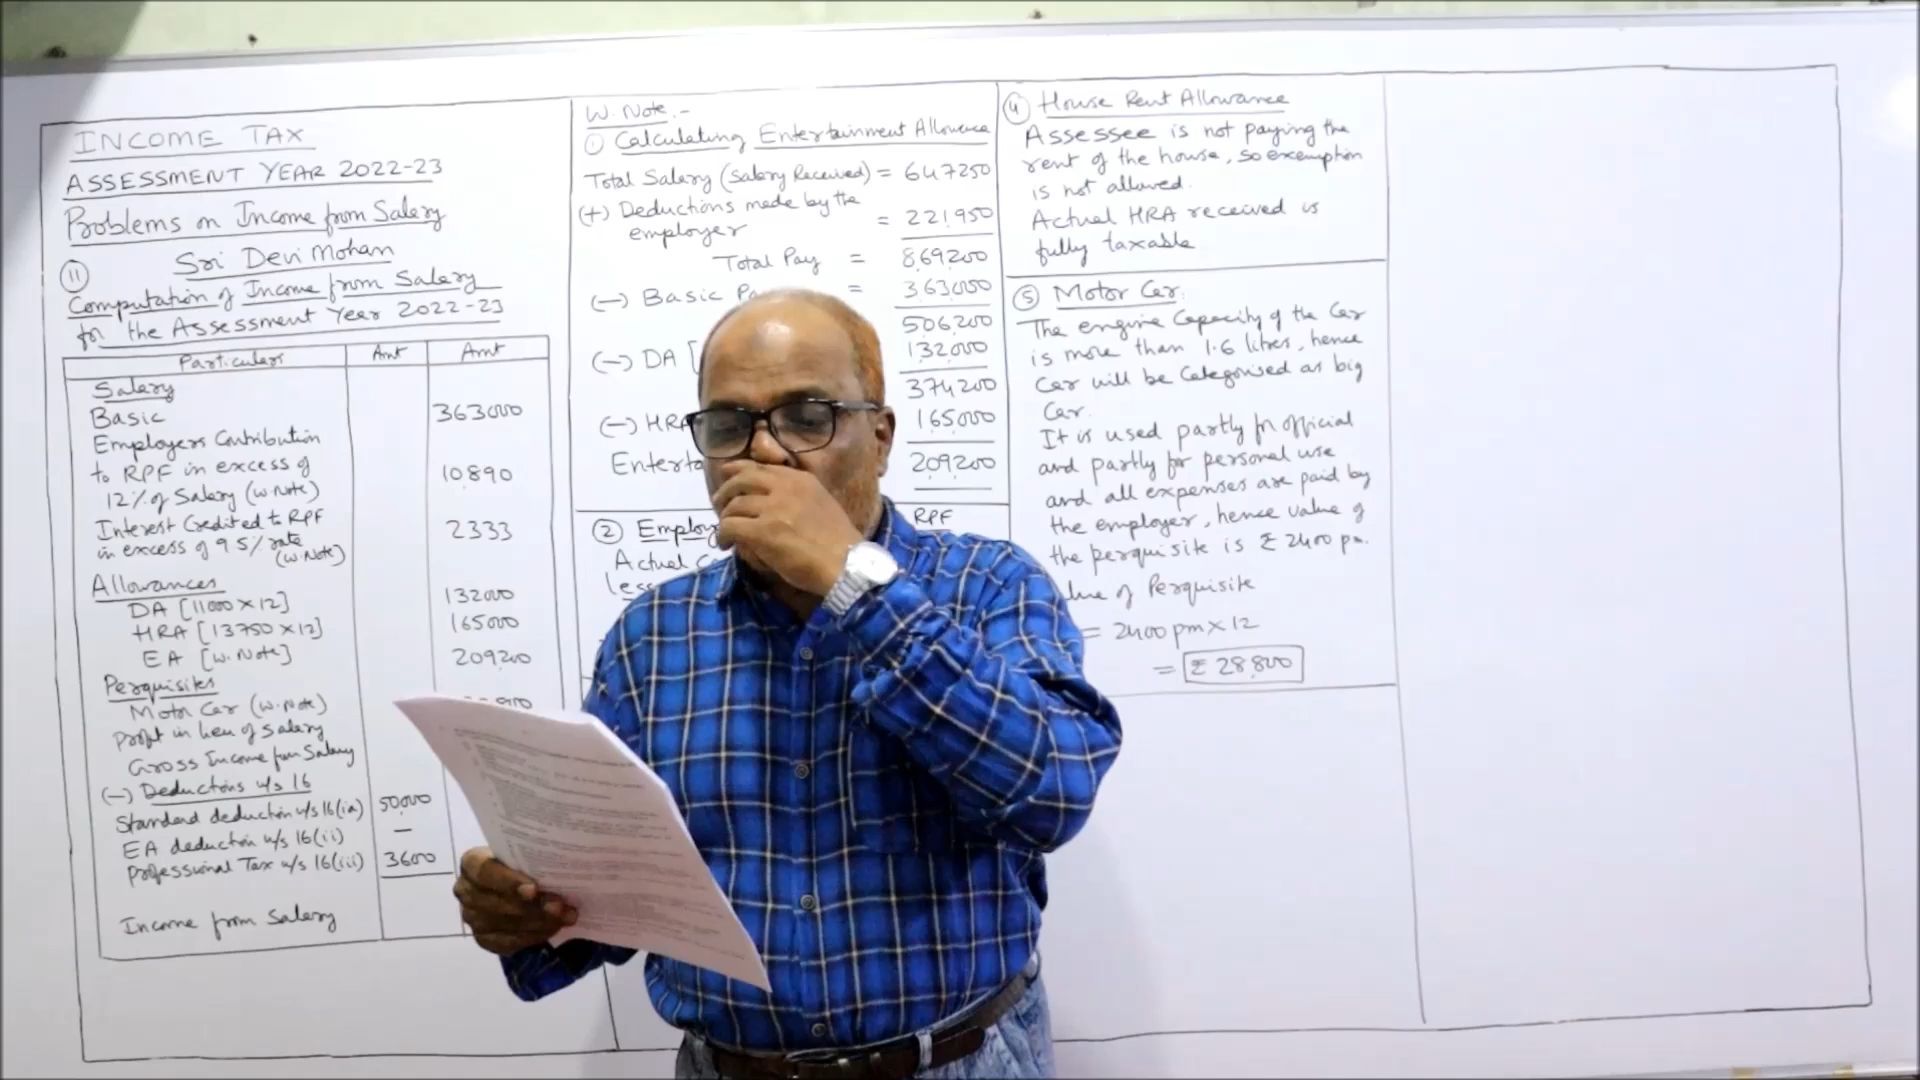 INCOME TAX
ASSESSMENT YEAR 2022-23
Problems on Income from Salary
11 Sri Devi Mohan
Computation of Income from Salary
for the Assessment Year 2022-23
Particulars Amt Amt
Salary
Basic 363000
Employers Contribution
to RPF in excess of 10890
12% of Salary (W.Note)
Interest Credited to RPF 2333
in excess of 9.5% rate
(W.Note)
Allowances
DA [11000 × 12] 132000
HRA [13750 × 12] 165000
EA [W.Note] 209200
Perquisites
Motor Car (W.Note)
Profit in lieu of Salary
Gross Income from Salary
(-) Deductions u/s 16
Standard deduction u/s 16(ia) 50,000
EA deduction u/s 16(ii) —
Professional Tax u/s 16(iii) 3600
Income from Salary
W. Note :-
1 Calculating Entertainment Allowance
Total Salary (Salary Received) = 647250
(+) Deductions made by the
employer = 221950
Total Pay = 869200
(-) Basic = 363000
506200
(-) DA [ 132000
374200
(-) HRA 165000
209200
2 RPF
Actual
less
4 House Rent Allowance
Assessee is not paying the
rent of the house, so exemption
is not allowed.
Actual HRA received is
fully taxable
5 Motor Car.
The engine Capacity of the Car
is more than 1.6 litres, hence
Car will be Categorised as big
Car.
It is used partly for official
and partly for personal use
and all expenses are paid by
the employer, hence value of
the perquisite is ₹ 2400 pm.
of Perquisite
= 2400 pm × 12
= ₹ 28,800